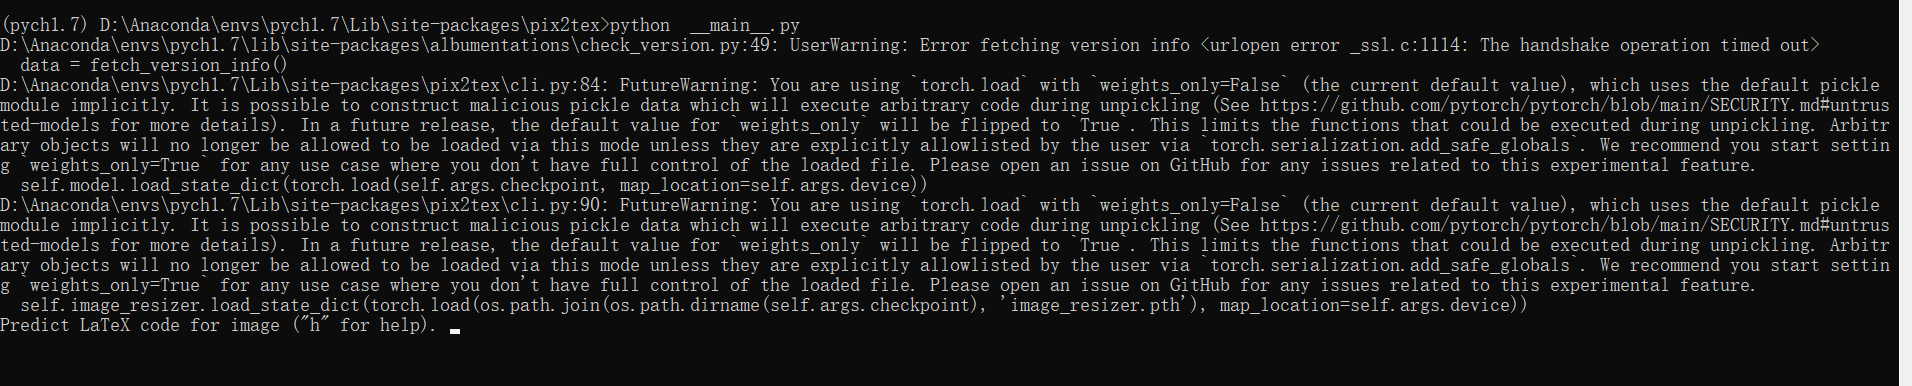 (pych1.7) D:\Anaconda\envs\pych1.7\Lib\site-packages\pix2tex>python  __main__.py
D:\Anaconda\envs\pych1.7\lib\site-packages\albumentations\check_version.py:49: UserWarning: Error fetching version info <urlopen error _ssl.c:1114: The handshake operation timed out>
  data = fetch_version_info()
D:\Anaconda\envs\pych1.7\Lib\site-packages\pix2tex\cli.py:84: FutureWarning: You are using `torch.load` with `weights_only=False` (the current default value), which uses the default pickle
module implicitly. It is possible to construct malicious pickle data which will execute arbitrary code during unpickling (See https://github.com/pytorch/pytorch/blob/main/SECURITY.md#untrus
ted-models for more details). In a future release, the default value for `weights_only` will be flipped to `True`. This limits the functions that could be executed during unpickling. Arbitr
ary objects will no longer be allowed to be loaded via this mode unless they are explicitly allowlisted by the user via `torch.serialization.add_safe_globals`. We recommend you start settin
g `weights_only=True` for any use case where you don't have full control of the loaded file. Please open an issue on GitHub for any issues related to this experimental feature.
  self.model.load_state_dict(torch.load(self.args.checkpoint, map_location=self.args.device))
D:\Anaconda\envs\pych1.7\Lib\site-packages\pix2tex\cli.py:90: FutureWarning: You are using `torch.load` with `weights_only=False` (the current default value), which uses the default pickle
module implicitly. It is possible to construct malicious pickle data which will execute arbitrary code during unpickling (See https://github.com/pytorch/pytorch/blob/main/SECURITY.md#untrus
ted-models for more details). In a future release, the default value for `weights_only` will be flipped to `True`. This limits the functions that could be executed during unpickling. Arbitr
ary objects will no longer be allowed to be loaded via this mode unless they are explicitly allowlisted by the user via `torch.serialization.add_safe_globals`. We recommend you start settin
g `weights_only=True` for any use case where you don't have full control of the loaded file. Please open an issue on GitHub for any issues related to this experimental feature.
  self.image_resizer.load_state_dict(torch.load(os.path.join(os.path.dirname(self.args.checkpoint), 'image_resizer.pth'), map_location=self.args.device))
Predict LaTeX code for image ("h" for help).